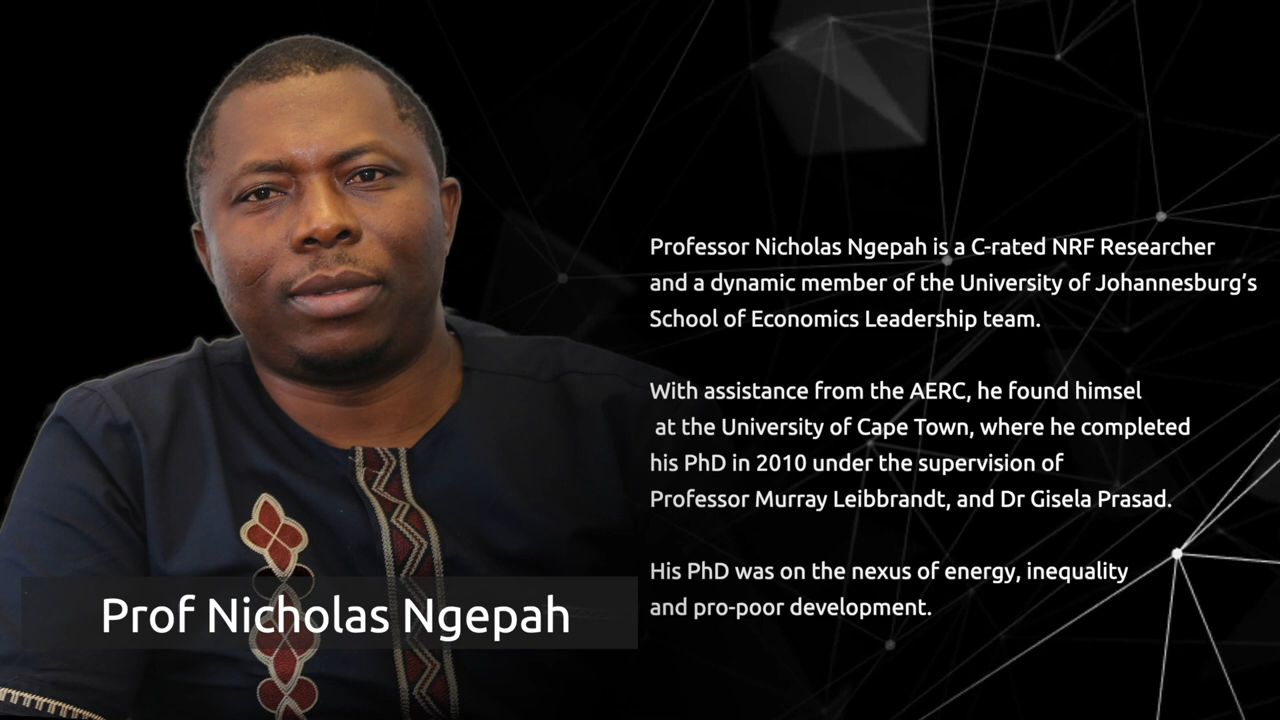 Professor Nicholas Ngepah is a C-rated NRF Researcher
and a dynamic member of the University of Johannesburg’s
School of Economics Leadership team.
With assistance from the AERC, he found himsel
at the University of Cape Town, where he completed
his PhD in 2010 under the supervision of
Professor Murray Leibbrandt, and Dr Gisela Prasad.
His PhD was on the nexus of energy, inequality
and pro-poor development.
Prof Nicholas Ngepah